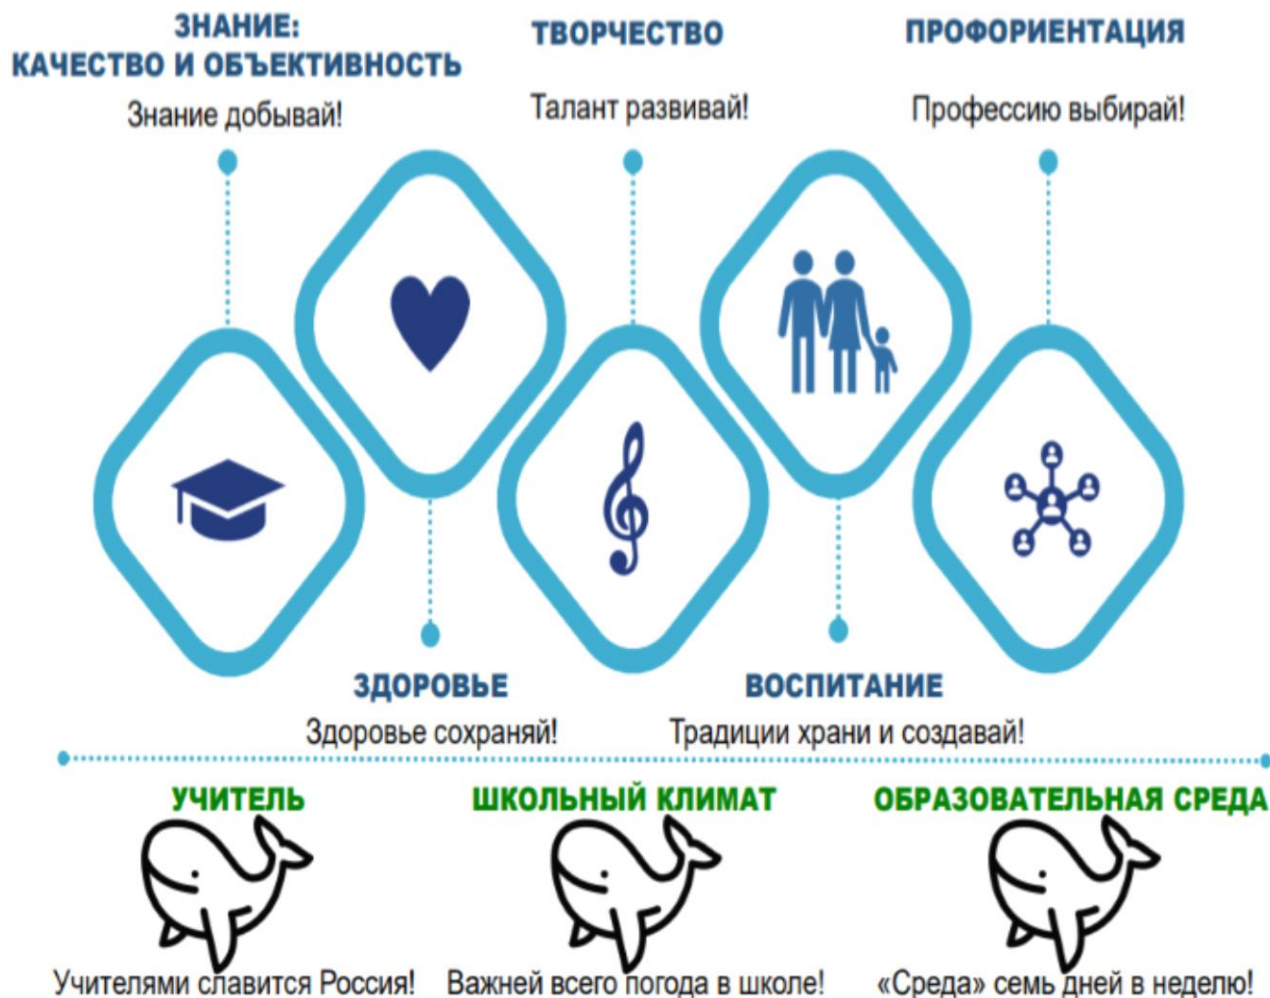 ЗНАНИЕ:
КАЧЕСТВО И ОБЪЕКТИВНОСТЬ
Знание добывай!
ТВОРЧЕСТВО
Талант развивай!
ПРОФОРИЕНТАЦИЯ
Профессию выбирай!
ЗДОРОВЬЕ
Здоровье сохраняй!
ВОСПИТАНИЕ
Традиции храни и создавай!
УЧИТЕЛЬ
Учителями славится Россия!
ШКОЛЬНЫЙ КЛИМАТ
Важней всего погода в школе!
ОБРАЗОВАТЕЛЬНАЯ СРЕДА
«Среда» семь дней в неделю!